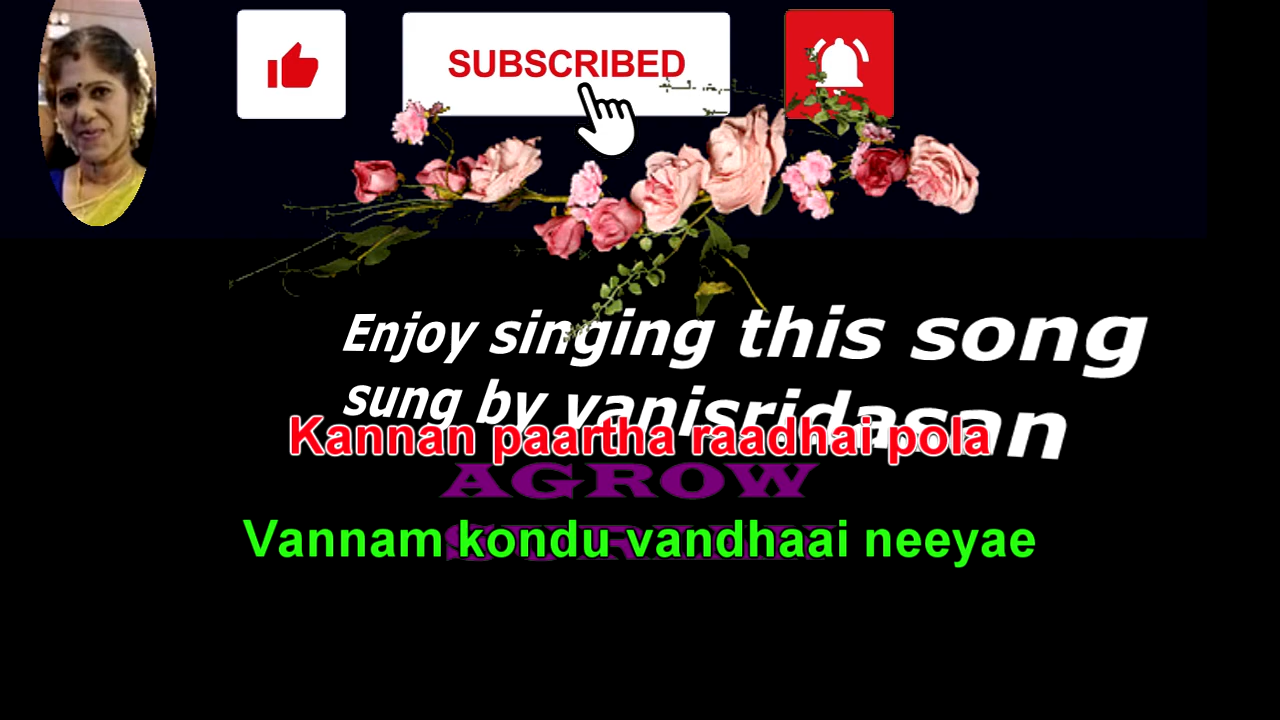 SUBSCRIBED
Enjoy singing this song
sung by vanisridasan
Kannan paartha raadhai pola
AGROW
Vannam kondu vandhaai neeyae